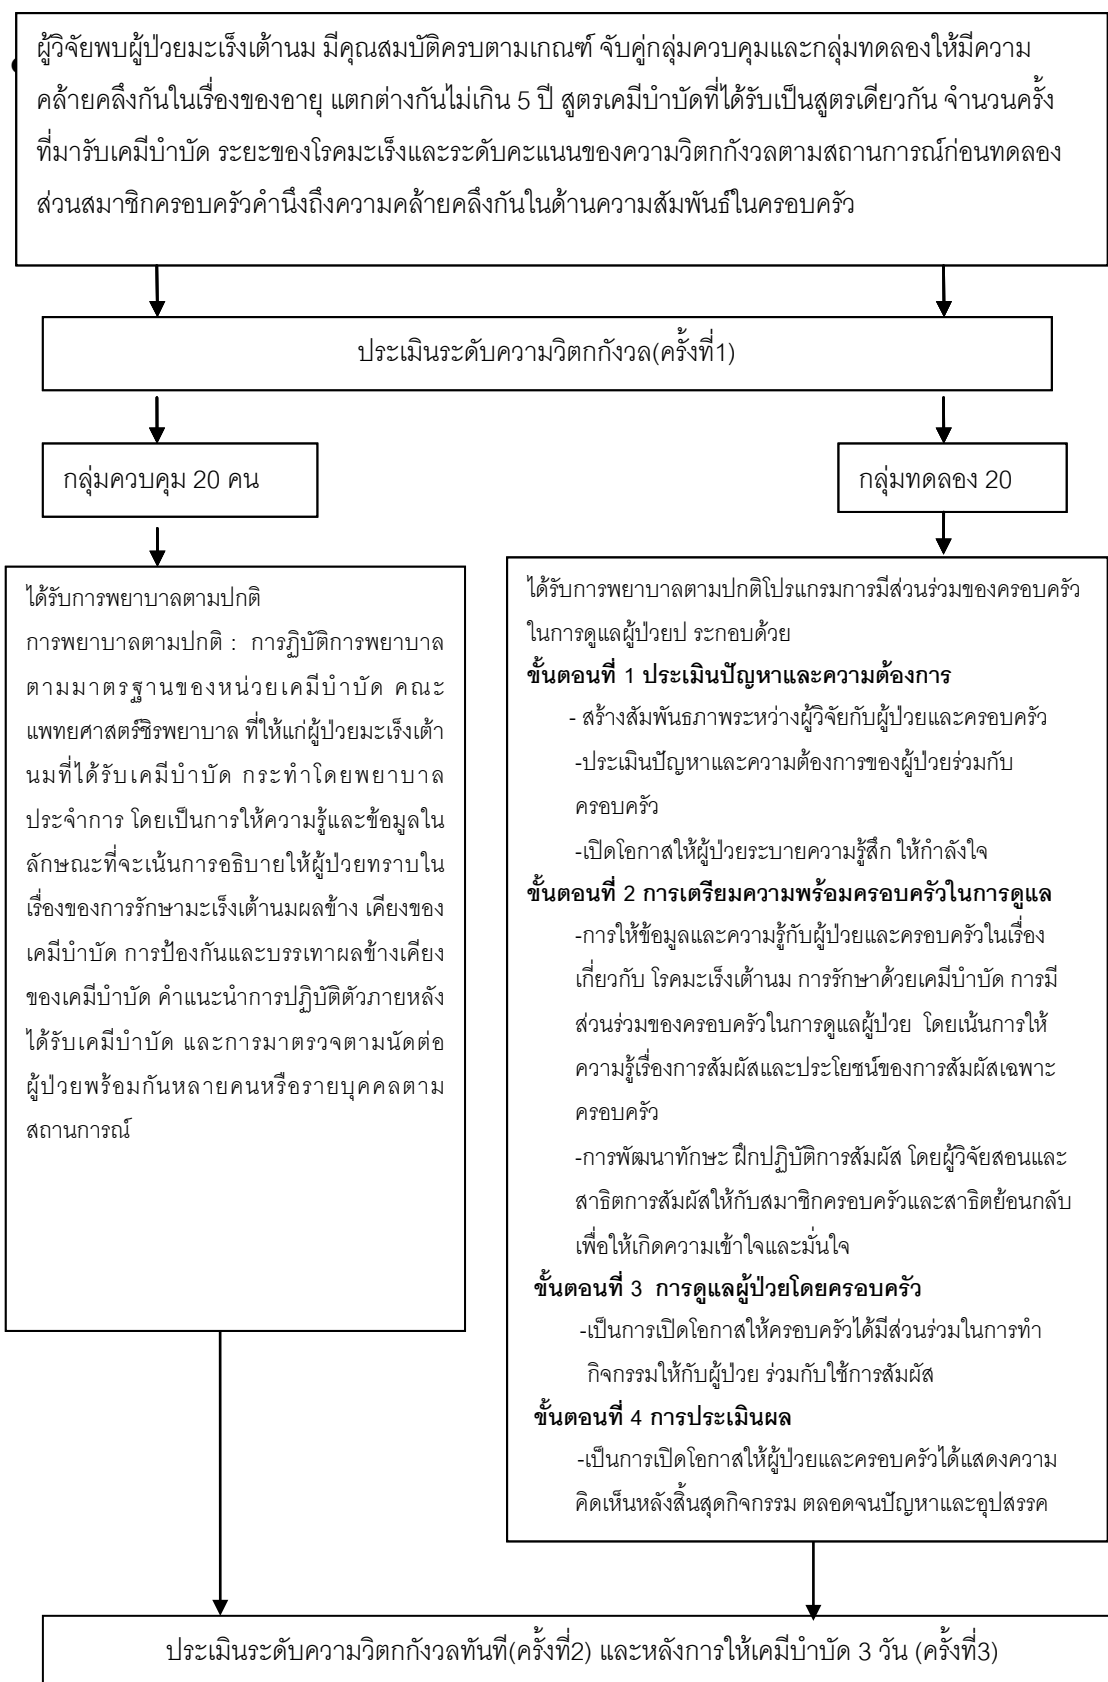 ผู้วิจัยพบผู้ป่วยมะเร็งเต้านม มีคุณสมบัติครบตามเกณฑ์ จับคู่กลุ่มควบคุมและกลุ่มทดลองให้มีความ
คล้ายคลึงกันในเรื่องของอายุ แตกต่างกันไม่เกิน 5 ปี สูตรเคมีบำบัดที่ได้รับเป็นสูตรเดียวกัน จำนวนครั้ง
ที่มารับเคมีบำบัด ระยะของโรคมะเร็งและระดับคะแนนของความวิตกกังวลตามสถานการณ์ก่อนทดลอง
ส่วนสมาชิกครอบครัวคำนึงถึงความคล้ายคลึงกันในด้านความสัมพันธ์ในครอบครัว
ประเมินระดับความวิตกกังวล(ครั้งที่1)
กลุ่มควบคุม 20 คน
กลุ่มทดลอง 20
ได้รับการพยาบาลตามปกติ
การพยาบาลตามปกติ : การฏิบัติการพยาบาล
ตามมาตรฐานของหน่วยเคมีบำบัด คณะ
แพทยศาสตร์ชิรพยาบาล ที่ให้แก่ผู้ป่วยมะเร็งเต้า
นมที่ได้รับเคมีบำบัด กระทำโดยพยาบาล
ประจำการ โดยเป็นการให้ความรู้และข้อมูลใน
ลักษณะที่จะเน้นการอธิบายให้ผู้ป่วยทราบใน
เรื่องของการรักษามะเร็งเต้านมผลข้าง เคียงของ
เคมีบำบัด การป้องกันและบรรเทาผลข้างเคียง
ของเคมีบำบัด คำแนะนำการปฏิบัติตัวภายหลัง
ได้รับเคมีบำบัด และการมาตรวจตามนัดต่อ
ผู้ป่วยพร้อมกันหลายคนหรือรายบุคคลตาม
สถานการณ์
ได้รับการพยาบาลตามปกติโปรแกรมการมีส่วนร่วมของครอบครัว
ในการดูแลผู้ป่วยป ระกอบด้วย
ขั้นตอนที่ 1 ประเมินปัญหาและความต้องการ
- สร้างสัมพันธภาพระหว่างผู้วิจัยกับผู้ป่วยและครอบครัว
-ประเมินปัญหาและความต้องการของผู้ป่วยร่วมกับ
ครอบครัว
-เปิดโอกาสให้ผู้ป่วยระบายความรู้สึก ให้กำลังใจ
ขั้นตอนที่ 2 การเตรียมความพร้อมครอบครัวในการดูแล
-การให้ข้อมูลและความรู้กับผู้ป่วยและครอบครัวในเรื่อง
เกี่ยวกับ โรคมะเร็งเต้านม การรักษาด้วยเคมีบำบัด การมี
ส่วนร่วมของครอบครัวในการดูแลผู้ป่วย โดยเน้นการให้
ความรู้เรื่องการสัมผัสและประโยชน์ของการสัมผัสเฉพาะ
ครอบครัว
-การพัฒนาทักษะ ฝึกปฏิบัติการสัมผัส โดยผู้วิจัยสอนและ
สาธิตการสัมผัสให้กับสมาชิกครอบครัวและสาธิตย้อนกลับ
เพื่อให้เกิดความเข้าใจและมั่นใจ
ขั้นตอนที่ 3 การดูแลผู้ป่วยโดยครอบครัว
-เป็นการเปิดโอกาสให้ครอบครัวได้มีส่วนร่วมในการทำ
กิจกรรมให้กับผู้ป่วย ร่วมกับใช้การสัมผัส
ขั้นตอนที่ 4 การประเมินผล
-เป็นการเปิดโอกาสให้ผู้ป่วยและครอบครัวได้แสดงความ
คิดเห็นหลังสิ้นสุดกิจกรรม ตลอดจนปัญหาและอุปสรรค
ประเมินระดับความวิตกกังวลทันที(ครั้งที่2) และหลังการให้เคมีบำบัด 3 วัน (ครั้งที่3)